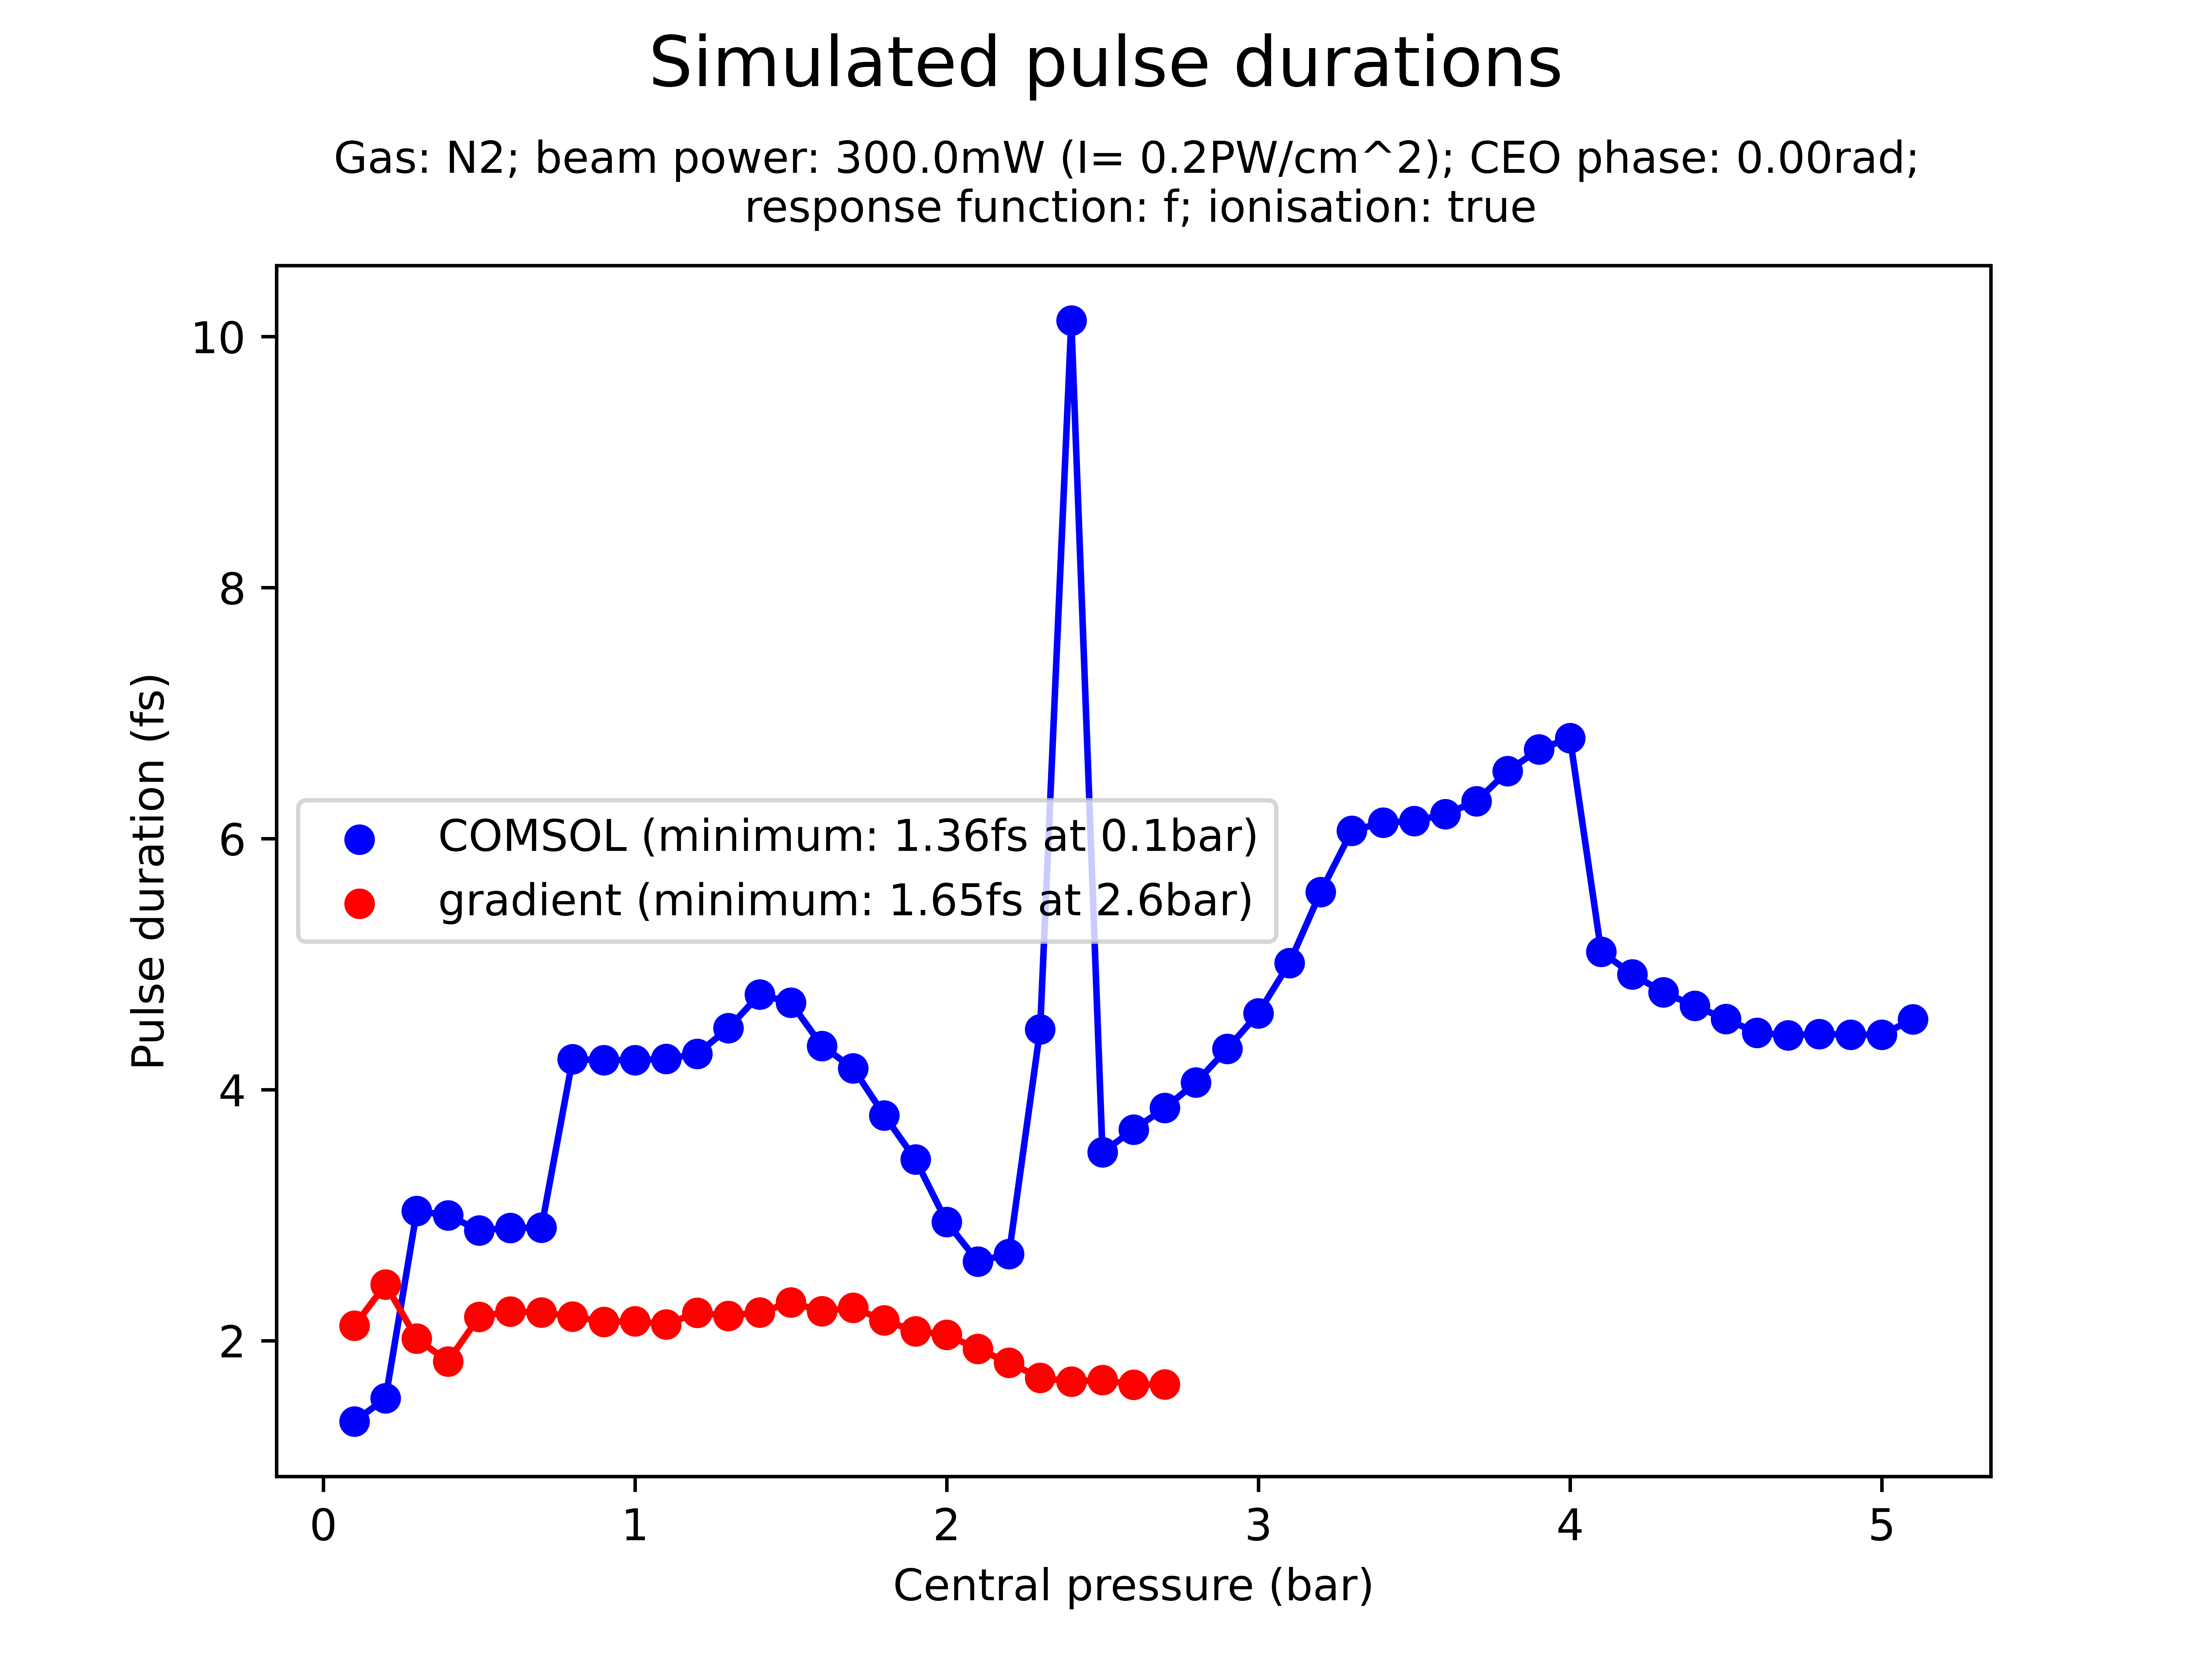 Simulated pulse durations
Gas: N2; beam power: 300.0mW (I= 0.2PW/cm^2); CEO phase: 0.00rad;
response function: f; ionisation: true
10
8
6
4
2
Pulse duration (fs)
COMSOL (minimum: 1.36fs at 0.1bar)
gradient (minimum: 1.65fs at 2.6bar)
0 1 2 3 4 5
Central pressure (bar)